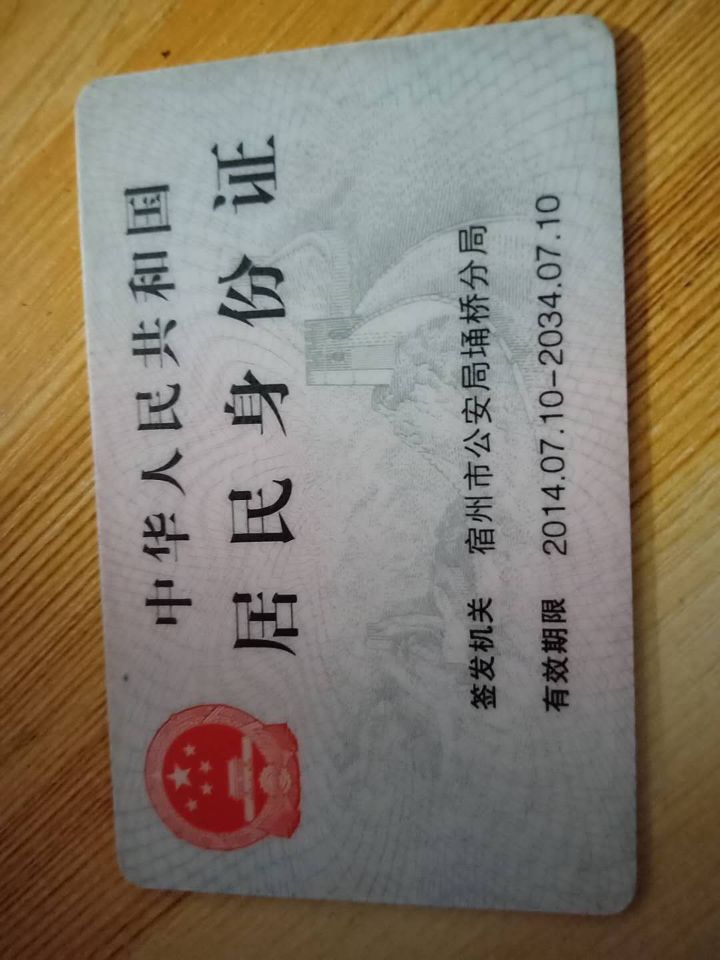 中华人民共和国
居民身份证
签发机关 宿州市公安局埇桥分局
有效期限 2014.07.10-2034.07.10